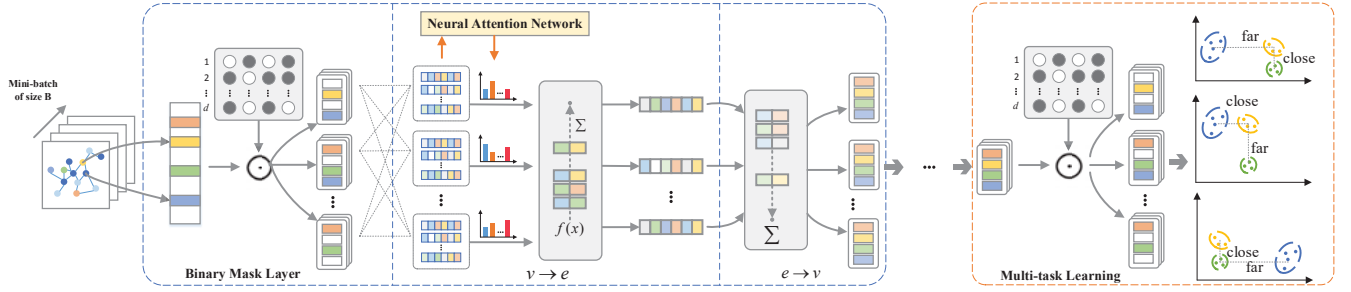 Mini-batch
of size B
1
2
⋮
d
⋮
⋮
Binary Mask Layer
Neural Attention Network
...
...
...
⋮
Σ
f(x)
v → e
⋮
Σ
e → v
⋮
...
1
2
⋮
d
⋮
Multi-task Learning
far
close
close
far
close
far